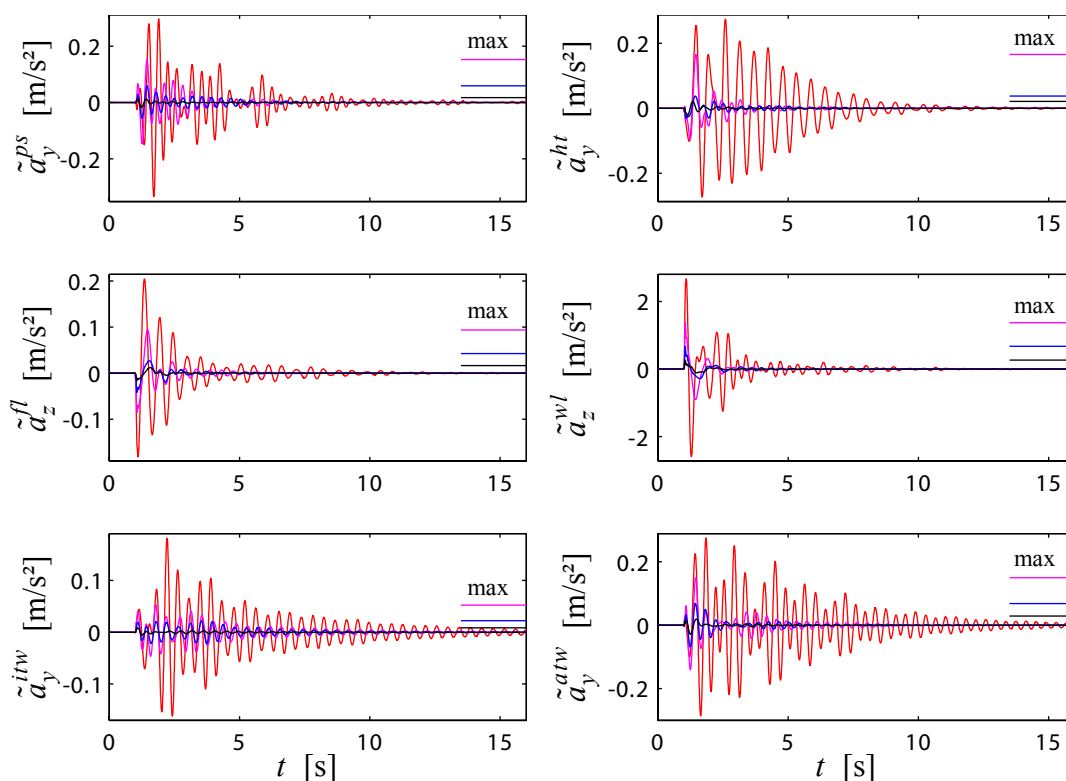 ã_y^ps [m/s²]
0.2
0
-0.2
max
0 5 10 15
ã_y^ht [m/s²]
0.2
0
-0.2
max
0 5 10 15
ã_z^fl [m/s²]
0.2
0.1
0
-0.1
max
0 5 10 15
ã_z^wl [m/s²]
2
0
-2
max
0 5 10 15
ã_y^itw [m/s²]
0.1
0
-0.1
max
0 5 10 15
t [s]
ã_y^atw [m/s²]
0.2
0
-0.2
max
0 5 10 15
t [s]